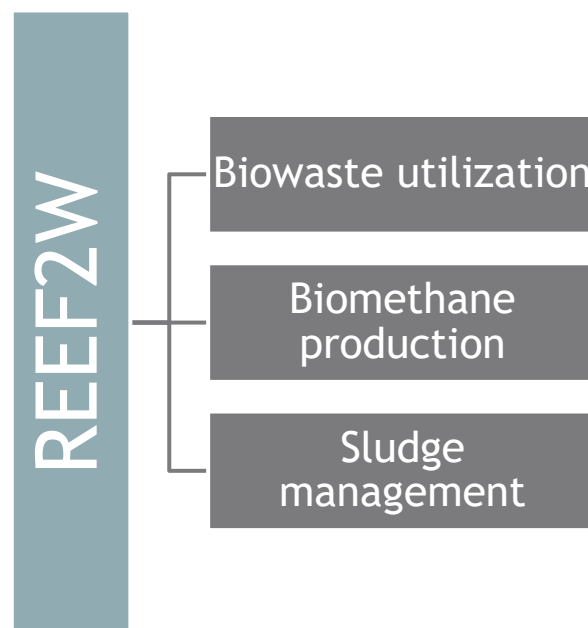 REEF2W
Biowaste utilization
Biomethane
production
Sludge
management